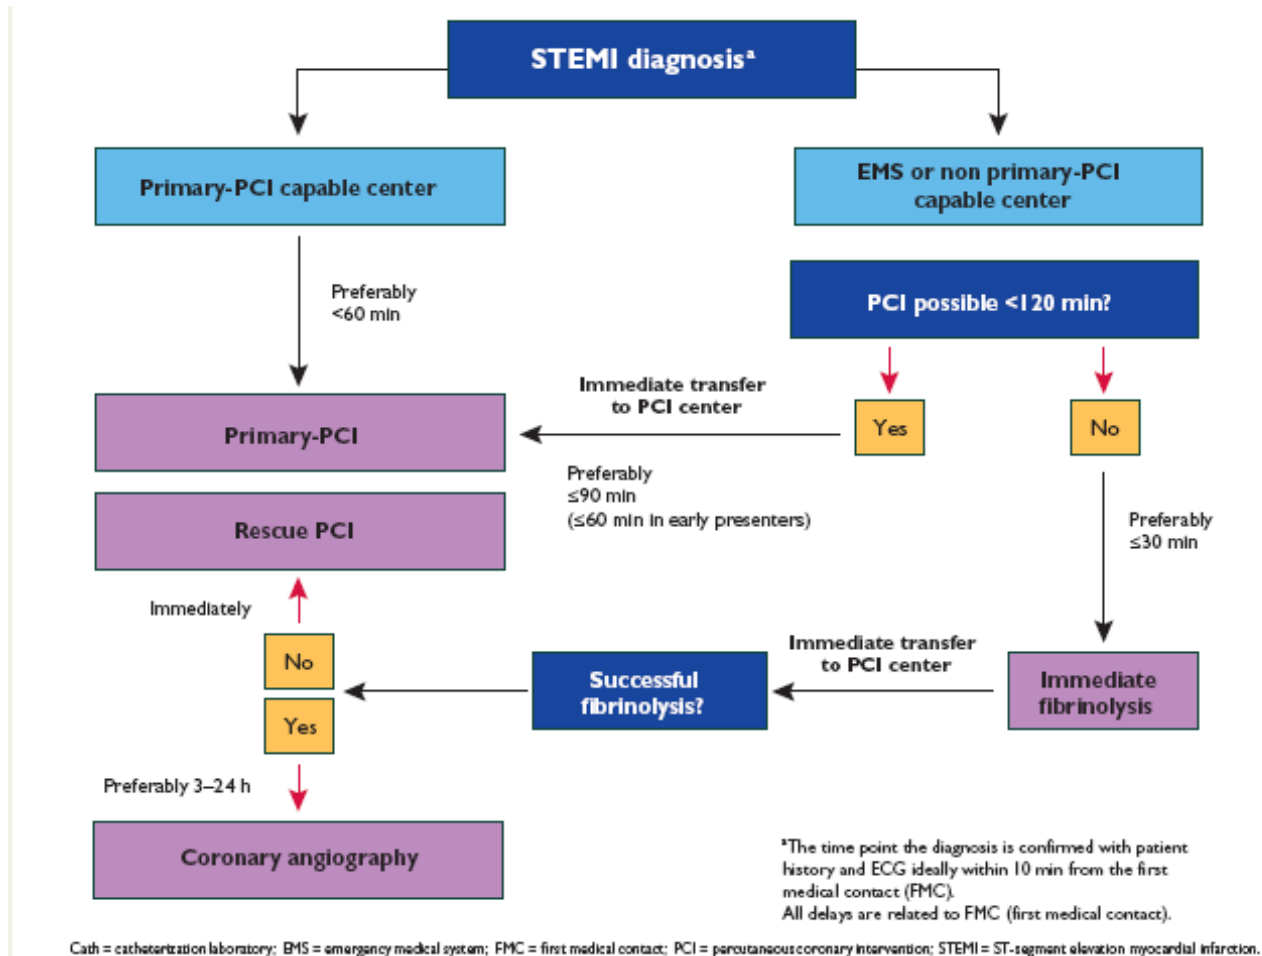 STEMI diagnosisª
Primary-PCI capable center
EMS or non primary-PCI
capable center
Preferably
<60 min
PCI possible <120 min?
Immediate transfer
to PCI center
Yes
No
Primary-PCI
Preferably
≤90 min
(≤60 min in early presenters)
Preferably
≤30 min
Rescue PCI
Immediately
No
Yes
Successful
fibrinolysis?
Immediate transfer
to PCI center
Immediate
fibrinolysis
Preferably 3–24 h
Coronary angiography
ªThe time point the diagnosis is confirmed with patient
history and ECG ideally within 10 min from the first
medical contact (FMC).
All delays are related to FMC (first medical contact).
Cath = catheterization laboratory; EMS = emergency medical system; FMC = first medical contact; PCI = percutaneous coronary intervention; STEMI = ST-segment elevation myocardial infarction.